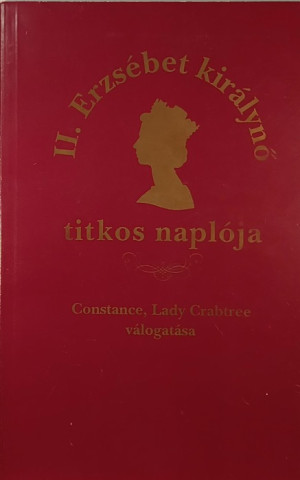 II. Erzsébet királynő
titkos naplója
Constance, Lady Crabtree
válogatása